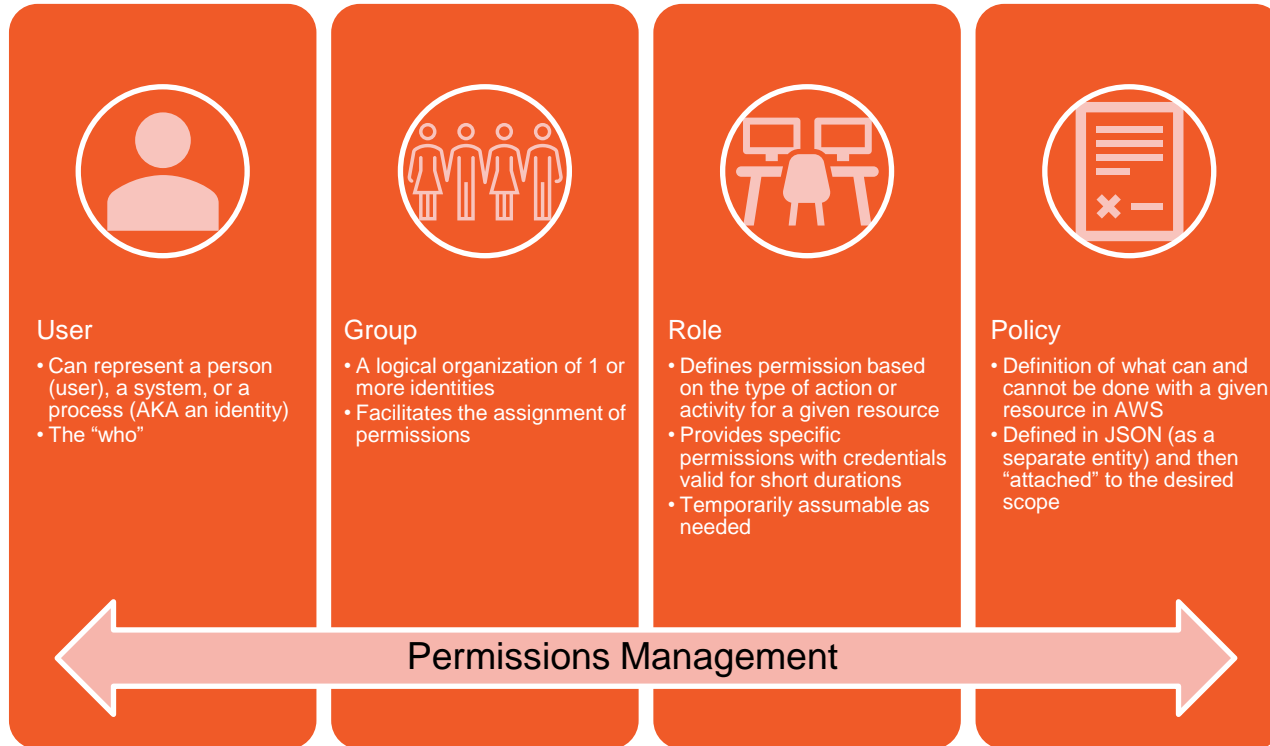 User
• Can represent a person
(user), a system, or a
process (AKA an identity)
• The “who”
Group
• A logical organization of 1 or
more identities
• Facilitates the assignment of
permissions
Role
• Defines permission based
on the type of action or
activity for a given resource
• Provides specific
permissions with credentials
valid for short durations
• Temporarily assumable as
needed
Policy
• Definition of what can and
cannot be done with a given
resource in AWS
• Defined in JSON (as a
separate entity) and then
“attached” to the desired
scope
Permissions Management